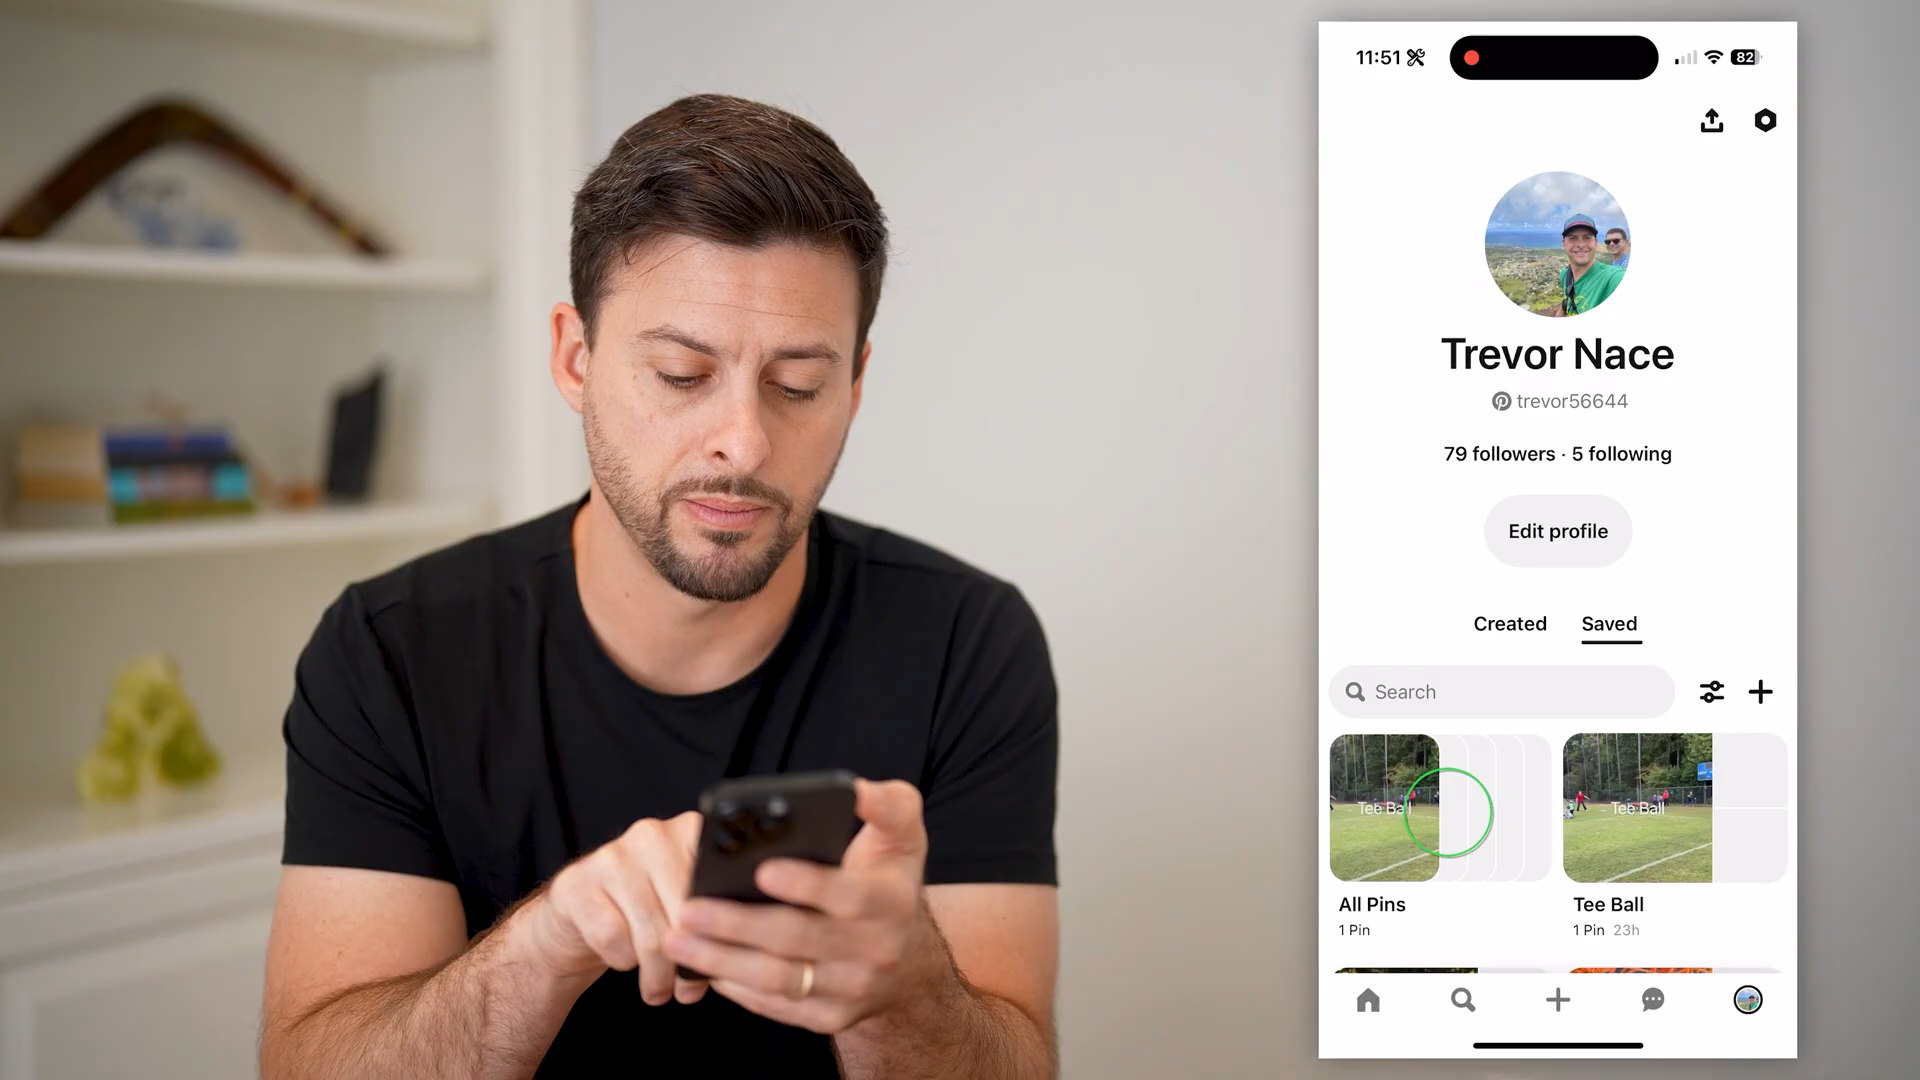 11:51
82
Trevor Nace
trevor56644
79 followers · 5 following
Edit profile
Created Saved
Search
Tee Ball
Tee Ball
All Pins
1 Pin
Tee Ball
1 Pin 23h